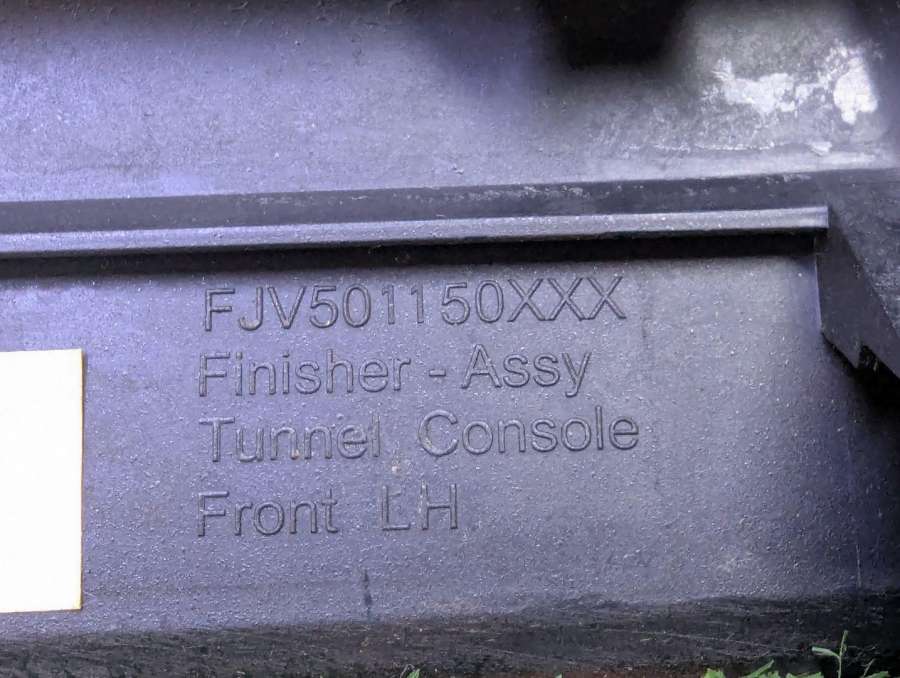 FJV501150XXX
Finisher - Assy
Tunnel Console
Front LH